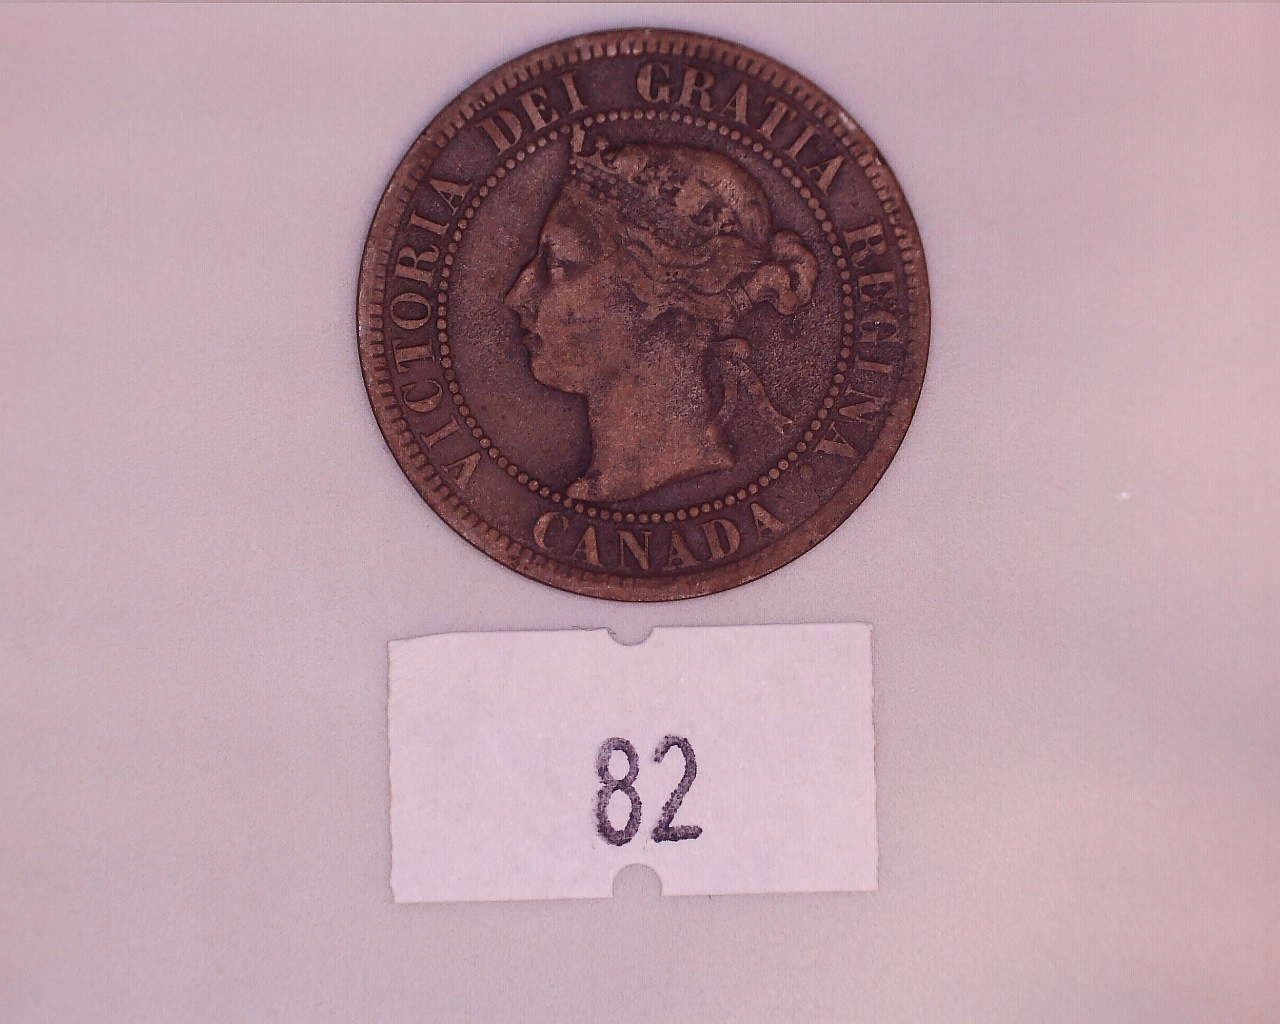 VICTORIA DEI GRATIA REGINA.
CANADA
82